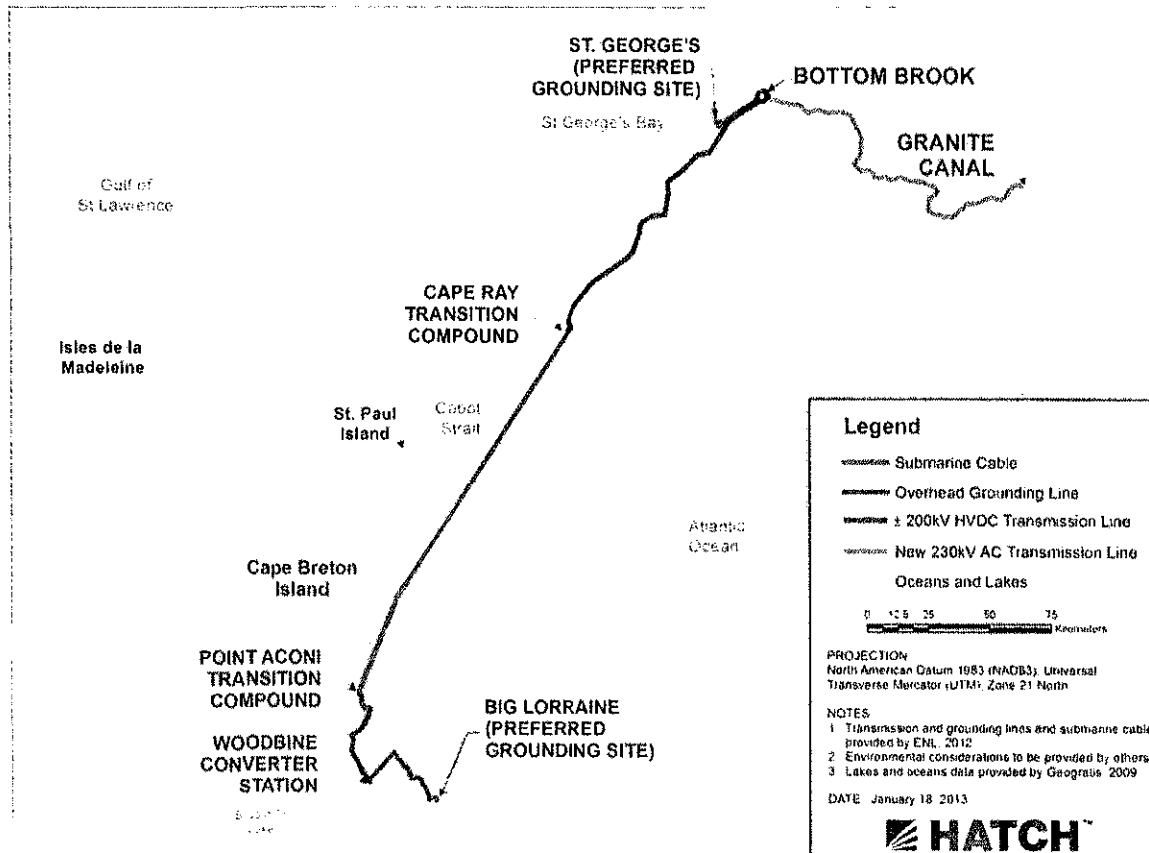 ST. GEORGE'S
(PREFERRED
GROUNDING SITE)
BOTTOM BROOK
St George's Bay
GRANITE
CANAL
Gulf of
St Lawrence
CAPE RAY
TRANSITION
COMPOUND
Isles de la
Madeleine
St. Paul
Island
Cabot
Strait
Atlantic
Ocean
Cape Breton
Island
POINT ACONI
TRANSITION
COMPOUND
BIG LORRAINE
(PREFERRED
GROUNDING SITE)
WOODBINE
CONVERTER
STATION
Legend
Submarine Cable
Overhead Grounding Line
± 200kV HVDC Transmission Line
New 230kV AC Transmission Line
Oceans and Lakes
0 12.5 25 50 75
Kilometers
PROJECTION
North American Datum 1983 (NAD83), Universal
Transverse Mercator (UTM), Zone 21 North
NOTES
1 Transmission and grounding lines and submarine cable
provided by ENL, 2012
2 Environmental considerations to be provided by others
3 Lakes and oceans data provided by Geogratis 2009
DATE January 18 2013
HATCH™